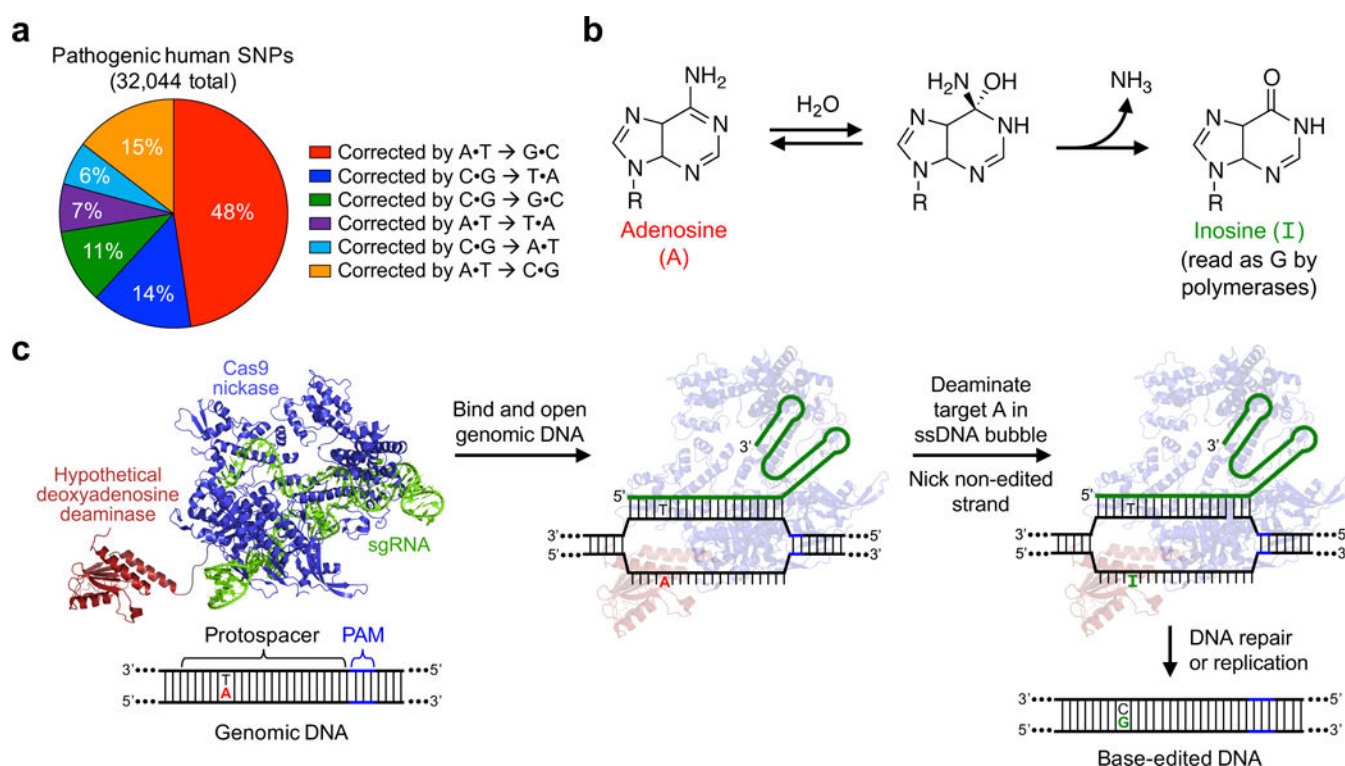 a
Pathogenic human SNPs
(32,044 total)
15%
6%
7%
11%
14%
48%
Corrected by A•T → G•C
Corrected by C•G → T•A
Corrected by C•G → G•C
Corrected by A•T → T•A
Corrected by C•G → A•T
Corrected by A•T → C•G
b
NH2
N
N
N
N
R
Adenosine
(A)
H2O
H2N OH
N
NH
N
N
R
NH3
O
N
NH
N
N
R
Inosine (I)
(read as G by
polymerases)
c
Cas9
nickase
Hypothetical
deoxyadenosine
deaminase
sgRNA
Protospacer PAM
3' 5'
T
A
5' 3'
Genomic DNA
Bind and open
genomic DNA
3'
5'
T
3' 5'
5' 3'
A
Deaminate
target A in
ssDNA bubble
Nick non-edited
strand
3'
5'
T
3' 5'
5' 3'
I
DNA repair
or replication
3' 5'
C
G
5' 3'
Base-edited DNA